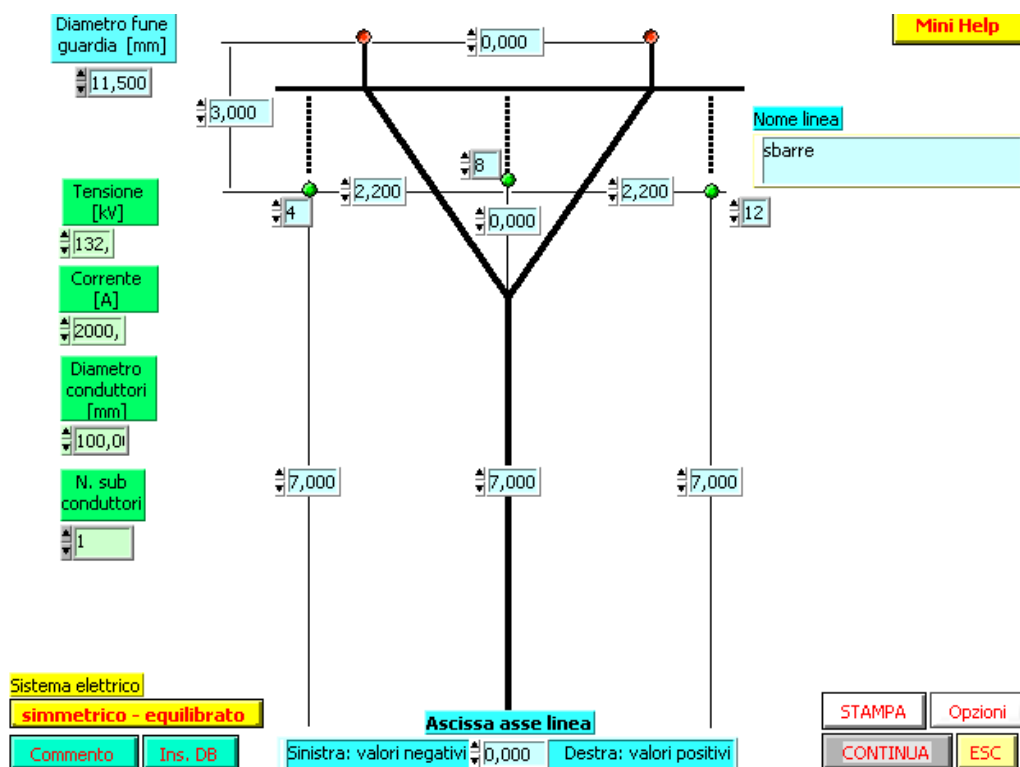 Diametro fune
guardia [mm]
11,500
0,000
Mini Help
3,000
Nome linea
sbarre
8
Tensione
[kV]
132,
2,200
2,200
4
0,000
12
Corrente
[A]
2000,
Diametro
conduttori
[mm]
100,0
N. sub
conduttori
1
7,000
7,000
7,000
Sistema elettrico
simmetrico - equilibrato
Commento
Ins. DB
Ascissa asse linea
Sinistra: valori negativi
0,000
Destra: valori positivi
STAMPA
Opzioni
CONTINUA
ESC